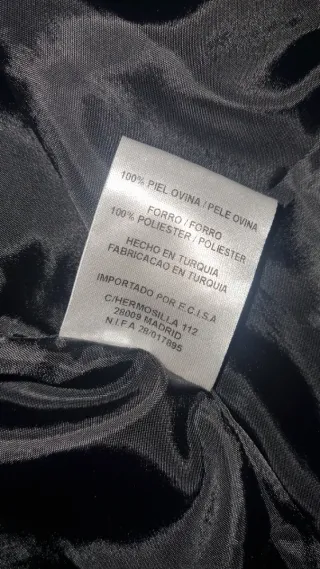 100% PIEL OVINA / PELE OVINA
FORRO / FORRO
100% POLIESTER / POLIESTER
HECHO EN TURQUIA
FABRICACAO EN TURQUIA
IMPORTADO POR E.C.I.S.A
C/HERMOSILLA 112
28009 MADRID
N.I.F.A 28/017895